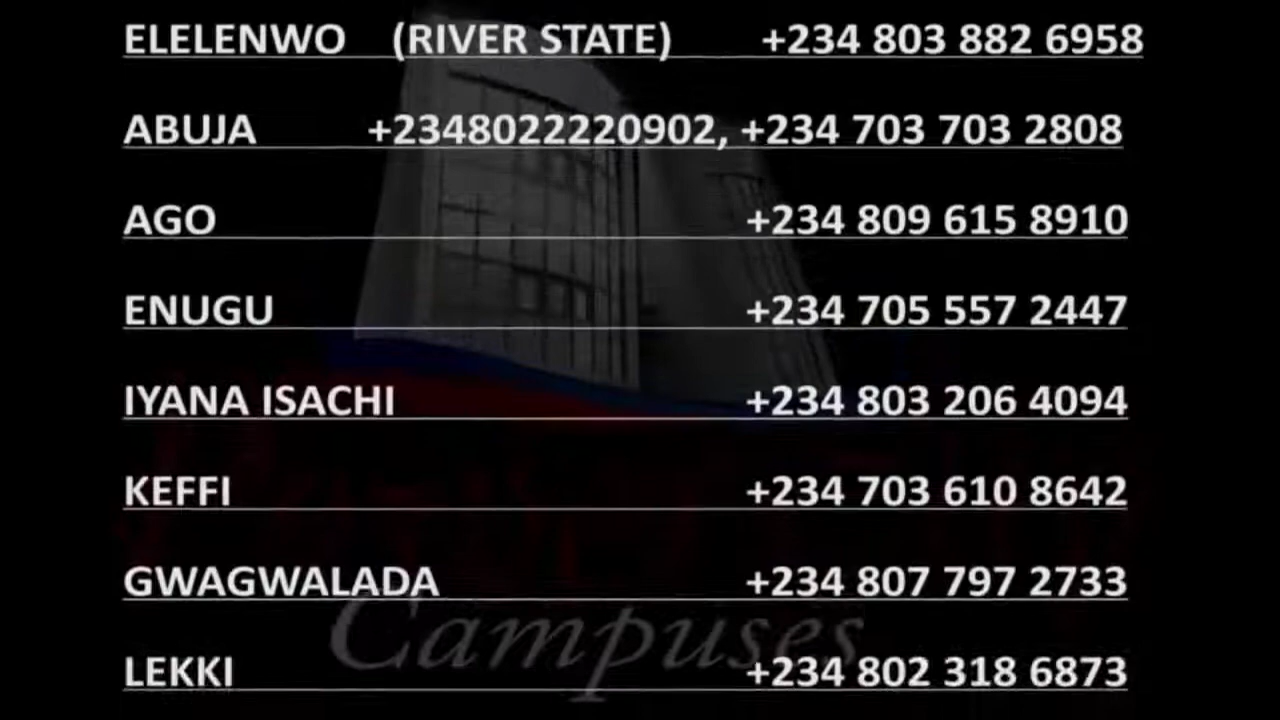 ELELENWO (RIVER STATE) +234 803 882 6958
ABUJA +2348022220902, +234 703 703 2808
AGO +234 809 615 8910
ENUGU +234 705 557 2447
IYANA ISACHI +234 803 206 4094
KEFFI +234 703 610 8642
GWAGWALADA +234 807 797 2733
Campuses
LEKKI +234 802 318 6873